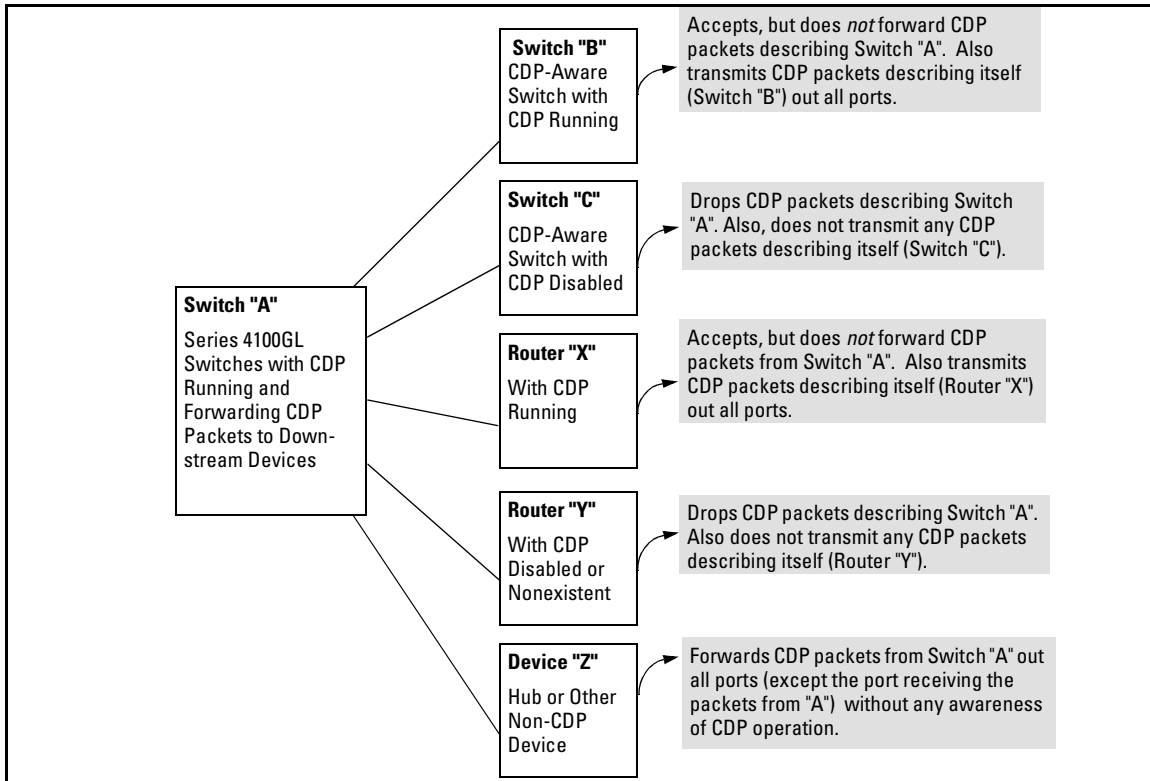 Switch "A"
Series 4100GL
Switches with CDP
Running and
Forwarding CDP
Packets to Down-
stream Devices
Switch "B"
CDP-Aware
Switch with
CDP Running
Accepts, but does not forward CDP
packets describing Switch "A". Also
transmits CDP packets describing itself
(Switch "B") out all ports.
Switch "C"
CDP-Aware
Switch with
CDP Disabled
Drops CDP packets describing Switch
"A". Also, does not transmit any CDP
packets describing itself (Switch "C").
Router "X"
With CDP
Running
Accepts, but does not forward CDP
packets from Switch "A". Also transmits
CDP packets describing itself (Router "X")
out all ports.
Router "Y"
With CDP
Disabled or
Nonexistent
Drops CDP packets describing Switch "A".
Also does not transmit any CDP packets
describing itself (Router "Y").
Device "Z"
Hub or Other
Non-CDP
Device
Forwards CDP packets from Switch "A" out
all ports (except the port receiving the
packets from "A") without any awareness
of CDP operation.